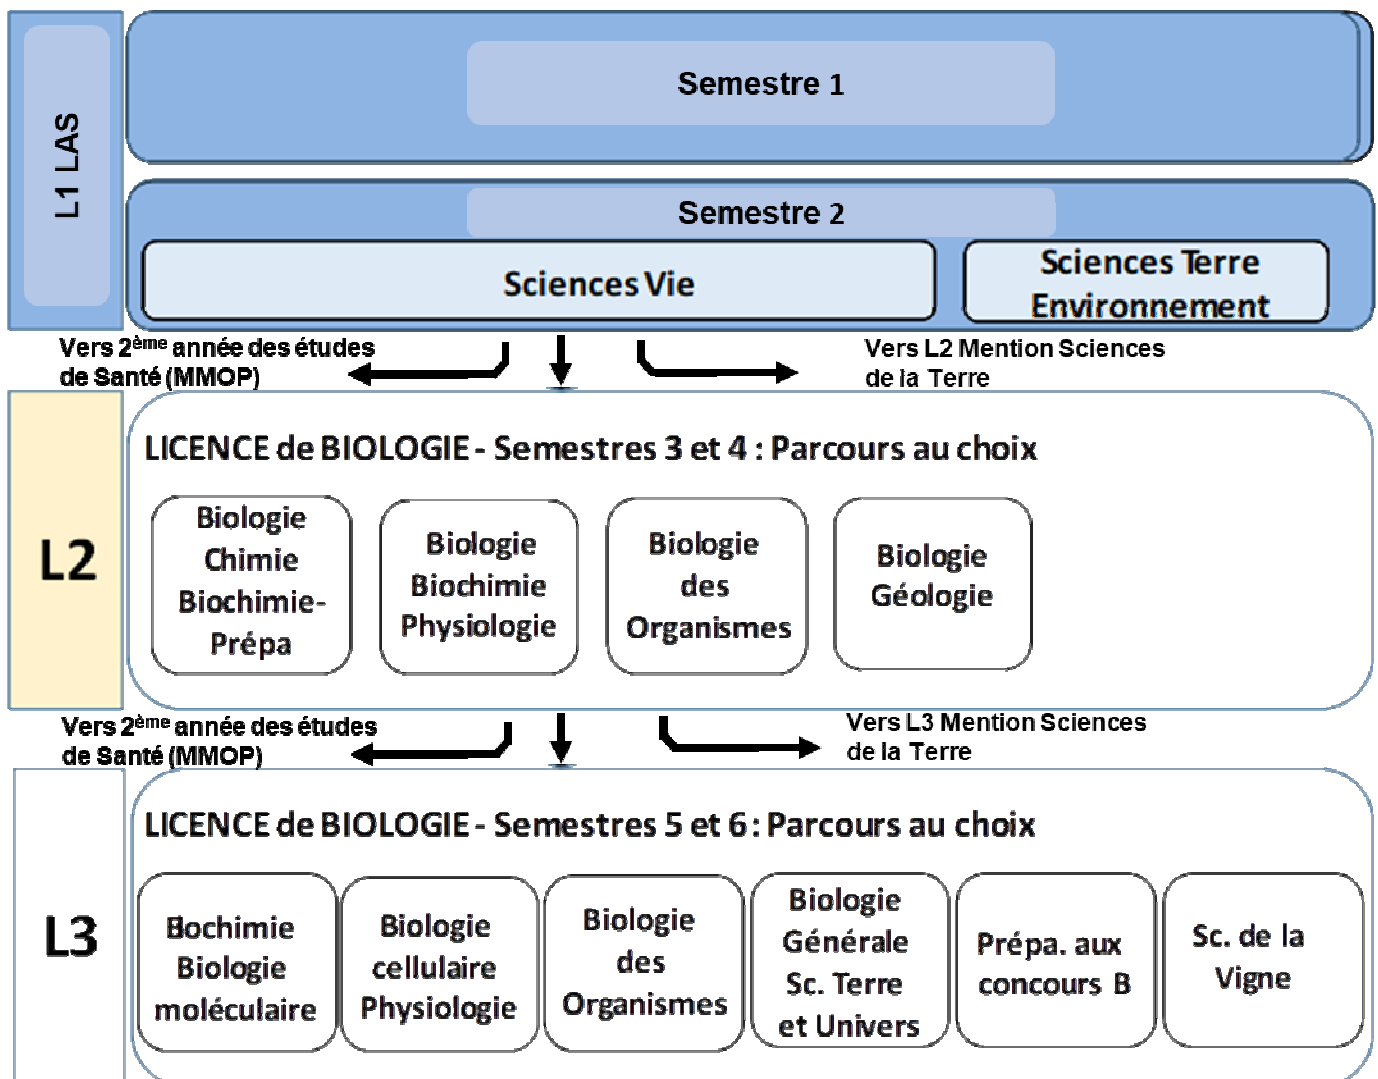 L1 LAS
Semestre 1
Semestre 2
Sciences Vie
Sciences Terre
Environnement
Vers 2ème année des études
de Santé (MMOP)
Vers L2 Mention Sciences
de la Terre
L2
LICENCE de BIOLOGIE - Semestres 3 et 4 : Parcours au choix
Biologie
Chimie
Biochimie-
Prépa
Biologie
Biochimie
Physiologie
Biologie
des
Organismes
Biologie
Géologie
Vers 2ème année des études
de Santé (MMOP)
Vers L3 Mention Sciences
de la Terre
L3
LICENCE de BIOLOGIE - Semestres 5 et 6 : Parcours au choix
Biochimie
Biologie
moléculaire
Biologie
cellulaire
Physiologie
Biologie
des
Organismes
Biologie
Générale
Sc. Terre
et Univers
Prépa. aux
concours B
Sc. de la
Vigne